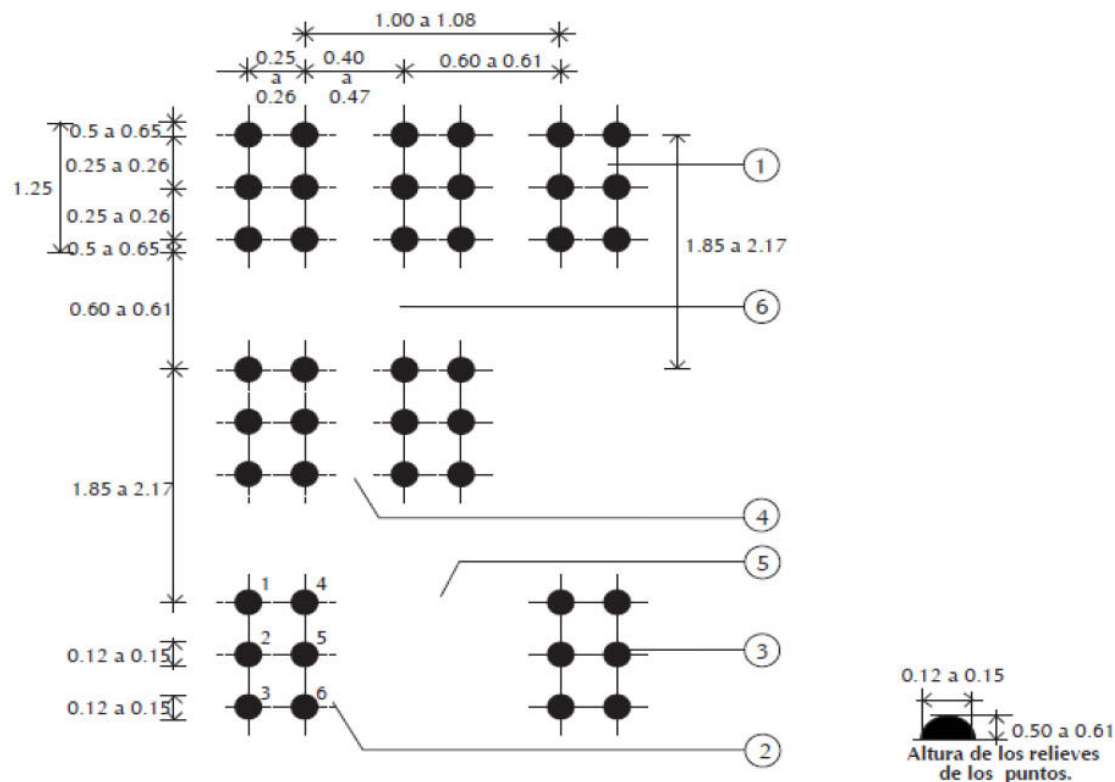 1.00 a 1.08
0.25
a
0.26
0.40
a
0.47
0.60 a 0.61
0.5 a 0.65
0.25 a 0.26
1.25
0.25 a 0.26
0.5 a 0.65
0.60 a 0.61
1
1.85 a 2.17
6
1.85 a 2.17
4
5
1 4
2 5
3 6
0.12 a 0.15
0.12 a 0.15
3
2
0.12 a 0.15
0.50 a 0.61
Altura de los relieves
de los puntos.